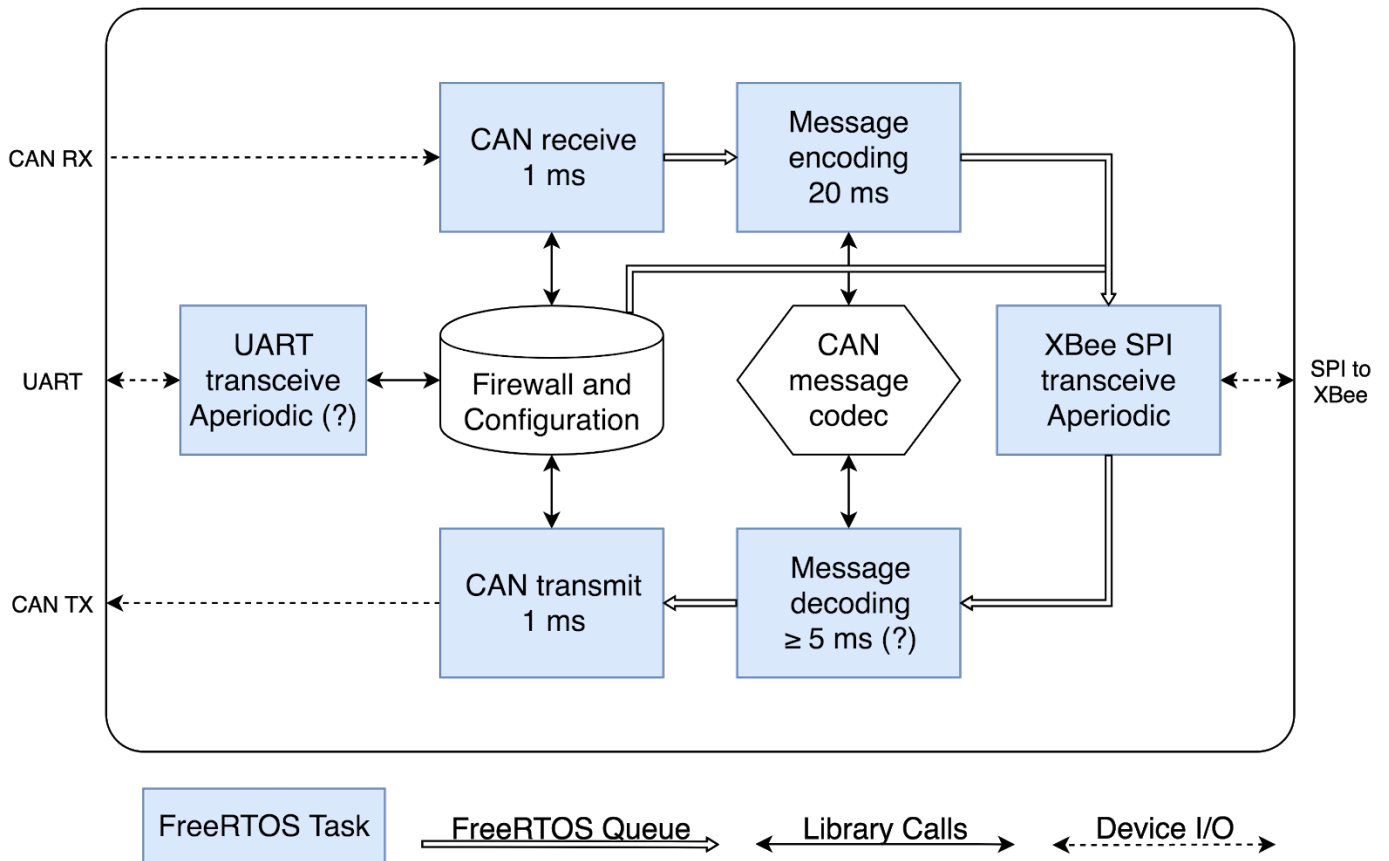 CAN receive
1 ms
Message
encoding
20 ms
CAN RX
UART
UART
transceive
Aperiodic (?)
Firewall and
Configuration
CAN
message
codec
XBee SPI
transceive
Aperiodic
SPI to
XBee
CAN TX
CAN transmit
1 ms
Message
decoding
≥ 5 ms (?)
FreeRTOS Task
FreeRTOS Queue
Library Calls
Device I/O